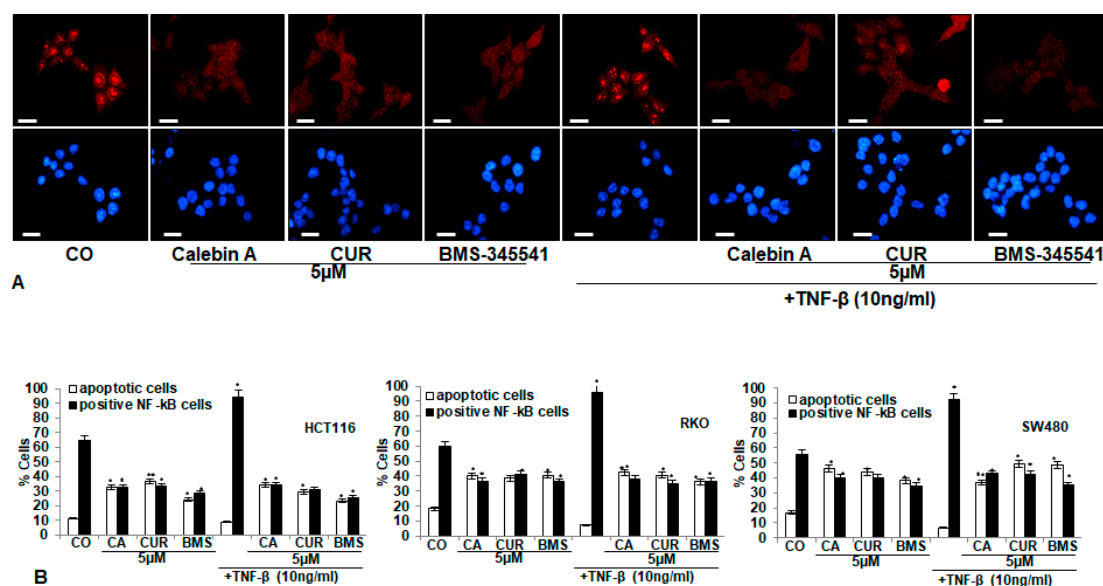 CO Calebin A CUR BMS-345541 Calebin A CUR BMS-345541
5µM 5µM
A
+TNF-β (10ng/ml)
100
90
80
70
60
50
40
30
20
10
0
% Cells
apoptotic cells
positive NF-kB cells
HCT116
CO CA CUR BMS CA CUR BMS
5µM 5µM
+TNF-β (10ng/ml)
100
90
80
70
60
50
40
30
20
10
0
% Cells
apoptotic cells
positive NF-kB cells
RKO
CO CA CUR BMS CA CUR BMS
5µM 5µM
+TNF-β (10ng/ml)
100
90
80
70
60
50
40
30
20
10
0
% Cells
apoptotic cells
positive NF-kB cells
SW480
CO CA CUR BMS CA CUR BMS
5µM 5µM
+TNF-β (10ng/ml)
B